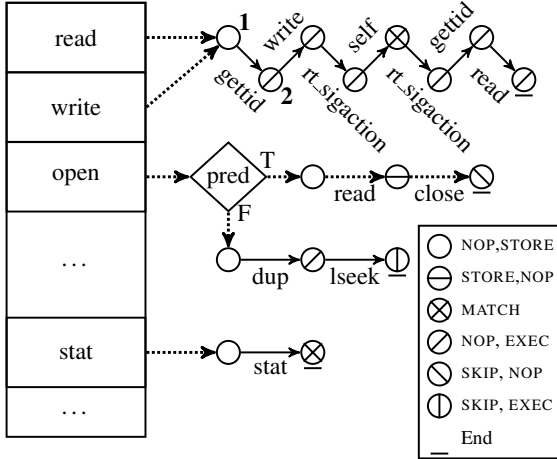 read
write
open
...
stat
...
1
2
gettid
write
rt_sigaction
self
rt_sigaction
gettid
read
pred
T
F
read
close
dup
lseek
stat
NOP,STORE
STORE,NOP
MATCH
NOP, EXEC
SKIP, NOP
SKIP, EXEC
End